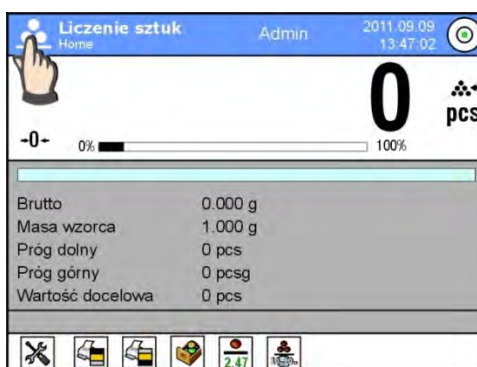 Liczenie sztuk Admin 2011.09.09
Home 13:47:02
0
pcs
→0← 0% 100%
Brutto 0.000 g
Masa wzorca 1.000 g
Próg dolny 0 pcs
Próg górny 0 pcsg
Wartość docelowa 0 pcs
2.47